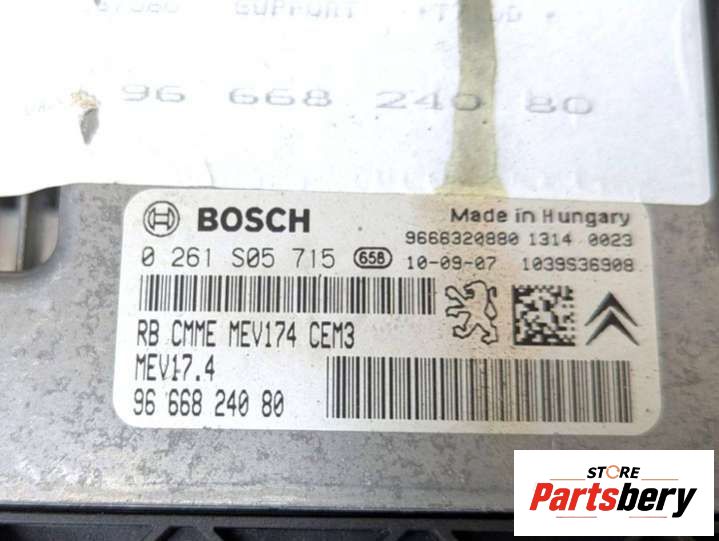 SUPPORT
96 668 240 80
BOSCH
Made in Hungary
9666320880 1314 0023
0 261 S05 715 658 10-09-07 1039S36908
RB CMME MEV174 CEM3
MEV17.4
96 668 240 80
STORE
Partsbery